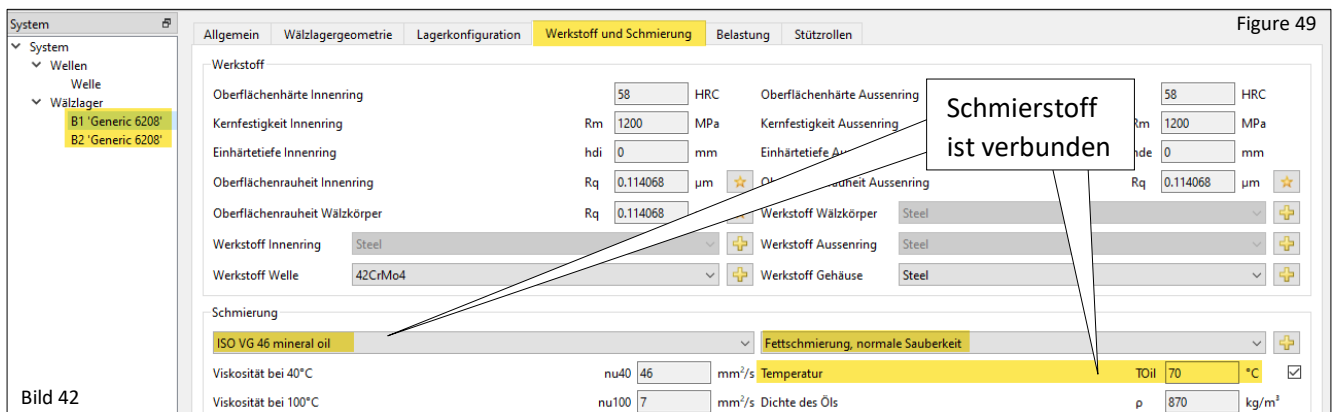 System
Figure 49
System
Wellen
Welle
Wälzlager
B1 'Generic 6208'
B2 'Generic 6208'
Allgemein Wälzlagergeometrie Lagerkonfiguration Werkstoff und Schmierung Belastung Stützrollen
Werkstoff
Oberflächenhärte Innenring 58 HRC Oberflächenhärte Aussenring 58 HRC
Kernfestigkeit Innenring Rm 1200 MPa Kernfestigkeit Aussenring Rm 1200 MPa
Einhärtetiefe Innenring hdi 0 mm Einhärtetiefe hde 0 mm
Oberflächenrauheit Innenring Rq 0.114068 µm Aussenring Rq 0.114068 µm
Oberflächenrauheit Wälzkörper Rq 0.114068 Werkstoff Wälzkörper Steel
Werkstoff Innenring Steel Werkstoff Aussenring Steel
Werkstoff Welle 42CrMo4 Werkstoff Gehäuse Steel
Schmierstoff
ist verbunden
Schmierung
ISO VG 46 mineral oil Fettschmierung, normale Sauberkeit
Viskosität bei 40°C nu40 46 mm²/s Temperatur TOil 70 °C
Viskosität bei 100°C nu100 7 mm²/s Dichte des Öls ρ 870 kg/m³
Bild 42